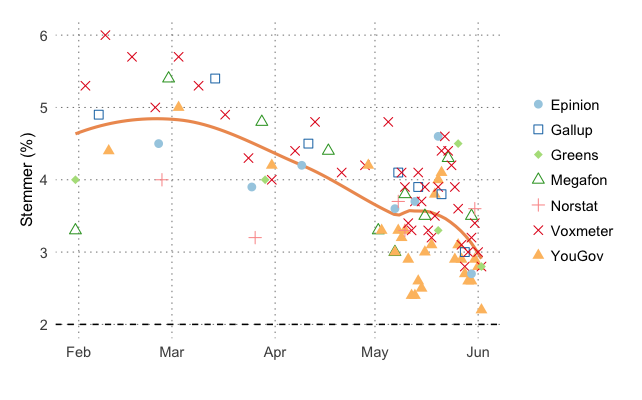 6
5
4
3
2
Stemmer (%)
Feb Mar Apr May Jun
Epinion
Gallup
Greens
Megafon
Norstat
Voxmeter
YouGov